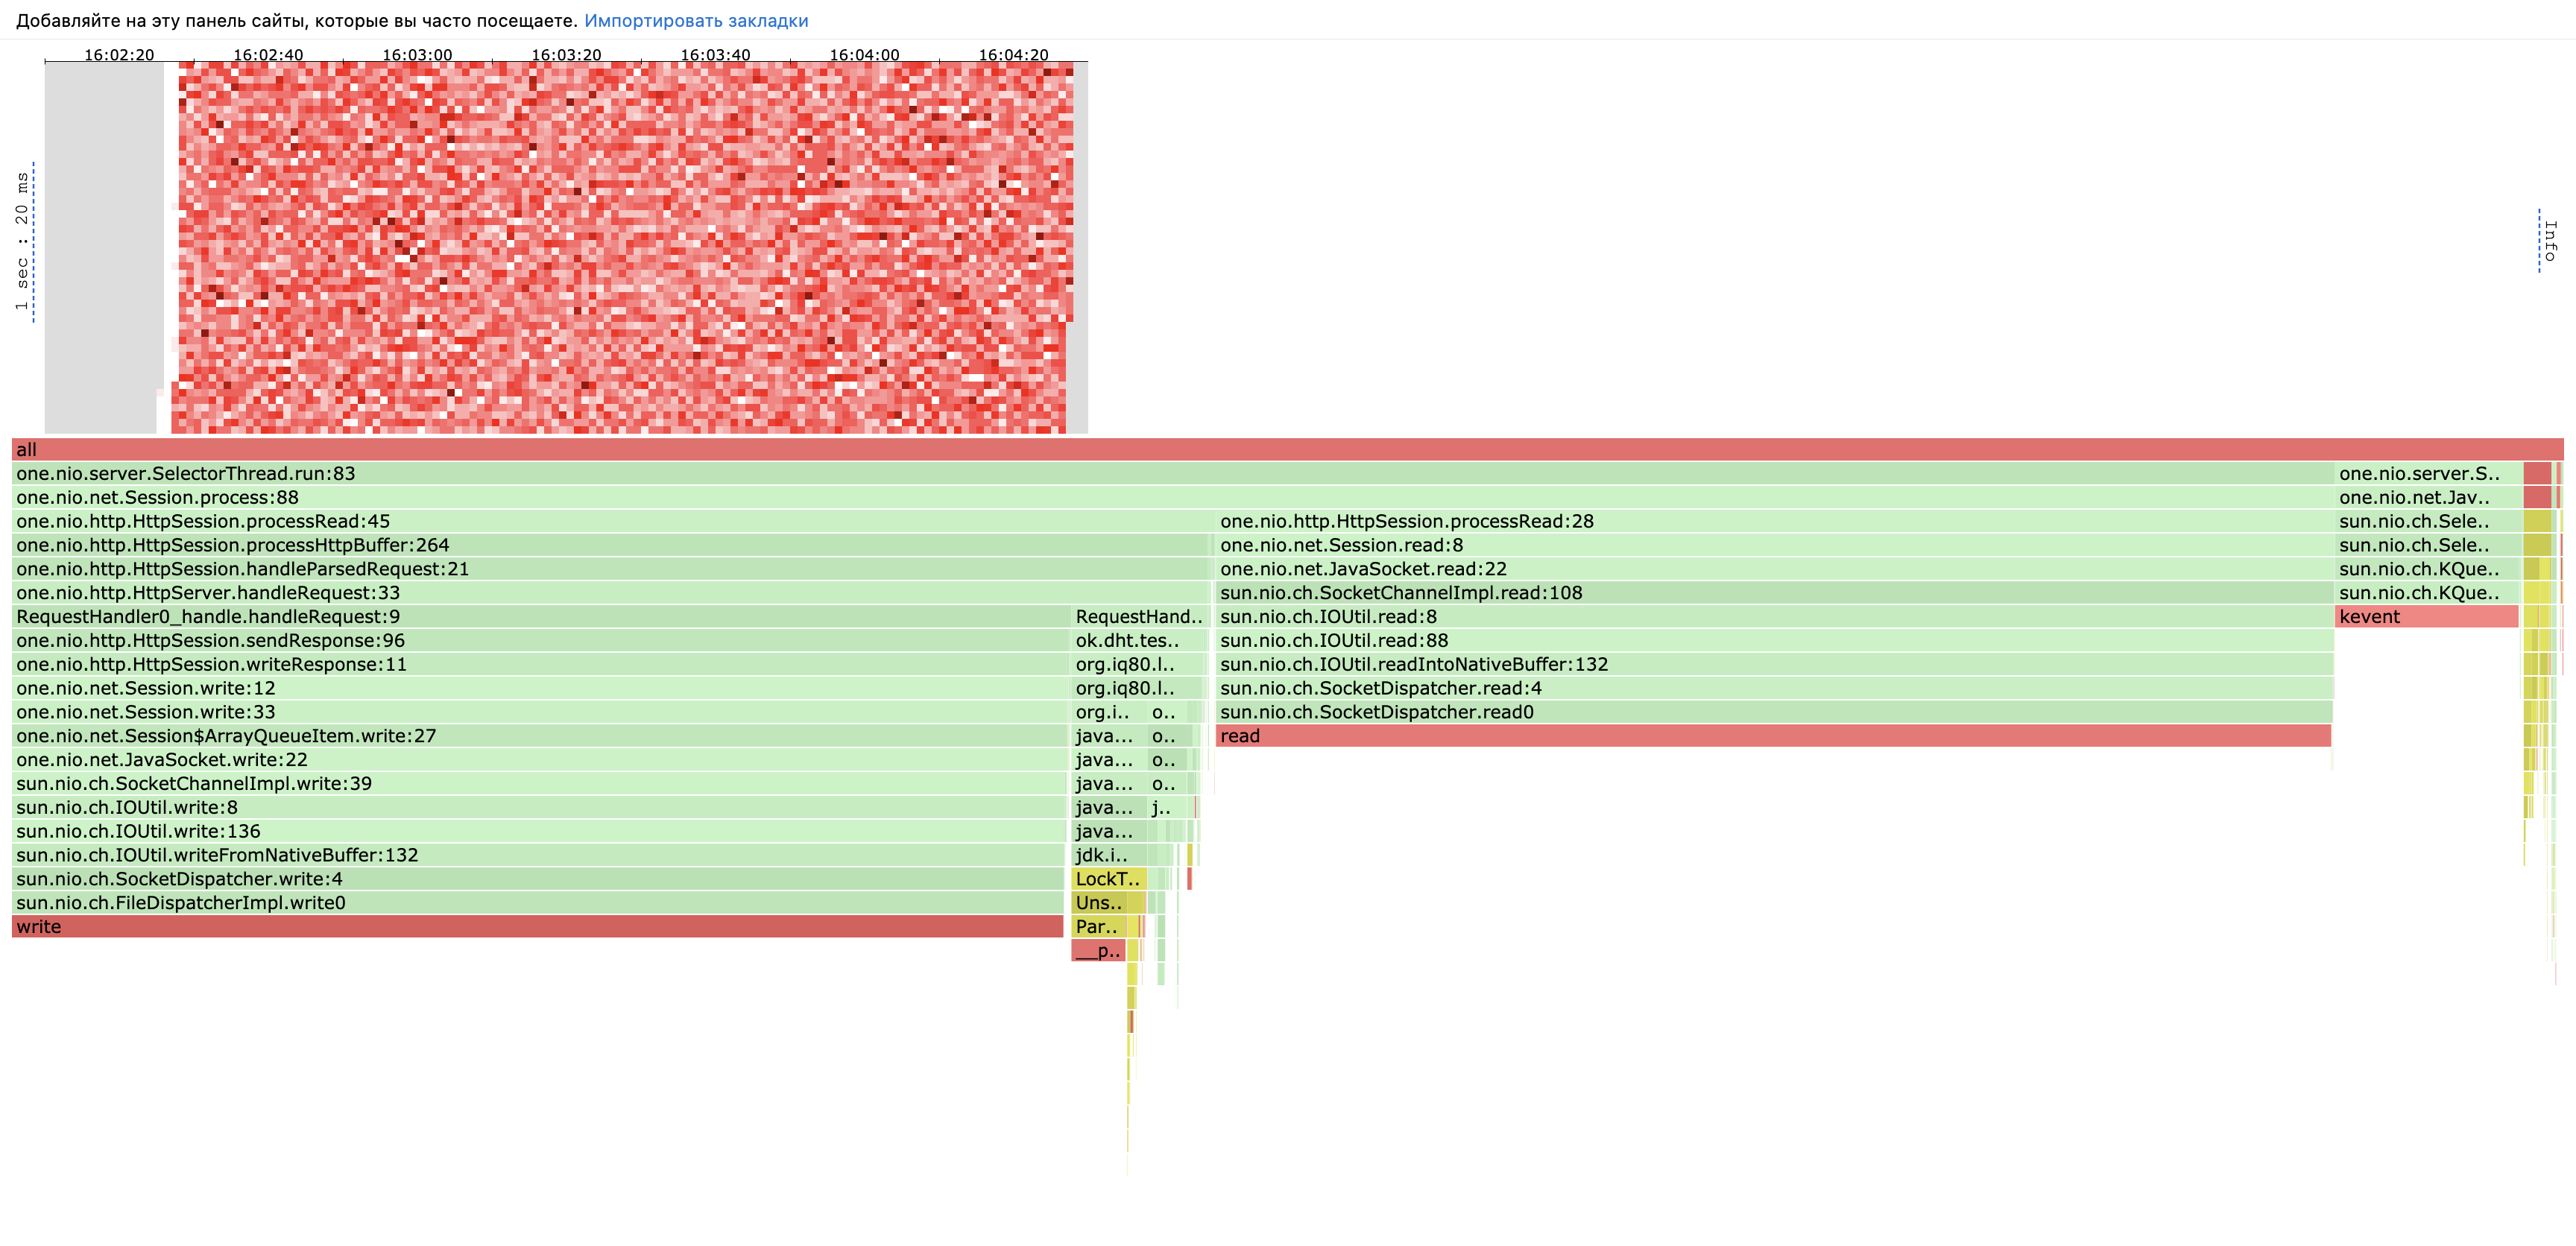 Добавляйте на эту панель сайты, которые вы часто посещаете. Импортировать закладки
16:02:20 16:02:40 16:03:00 16:03:20 16:03:40 16:04:00 16:04:20
1 sec : 20 ms
Info
all
one.nio.server.SelectorThread.run:83 one.nio.server.S..
one.nio.net.Session.process:88 one.nio.net.Jav..
one.nio.http.HttpSession.processRead:45 one.nio.http.HttpSession.processRead:28 sun.nio.ch.Sele..
one.nio.http.HttpSession.processHttpBuffer:264 one.nio.net.Session.read:8 sun.nio.ch.Sele..
one.nio.http.HttpSession.handleParsedRequest:21 one.nio.net.JavaSocket.read:22 sun.nio.ch.KQue..
one.nio.http.HttpServer.handleRequest:33 sun.nio.ch.SocketChannelImpl.read:108 sun.nio.ch.KQue..
RequestHandler0_handle.handleRequest:9 RequestHand.. sun.nio.ch.IOUtil.read:8 kevent
one.nio.http.HttpSession.sendResponse:96 ok.dht.tes.. sun.nio.ch.IOUtil.read:88
one.nio.http.HttpSession.writeResponse:11 org.iq80.l.. sun.nio.ch.IOUtil.readIntoNativeBuffer:132
one.nio.net.Session.write:12 org.iq80.l.. sun.nio.ch.SocketDispatcher.read:4
one.nio.net.Session.write:33 org.i.. o.. sun.nio.ch.SocketDispatcher.read0
one.nio.net.Session$ArrayQueueItem.write:27 java... o.. read
one.nio.net.JavaSocket.write:22 java... o..
sun.nio.ch.SocketChannelImpl.write:39 java... o..
sun.nio.ch.IOUtil.write:8 java... j..
sun.nio.ch.IOUtil.write:136 java...
sun.nio.ch.IOUtil.writeFromNativeBuffer:132 jdk.i..
sun.nio.ch.SocketDispatcher.write:4 LockT..
sun.nio.ch.FileDispatcherImpl.write0 Uns..
write Par..
__p..